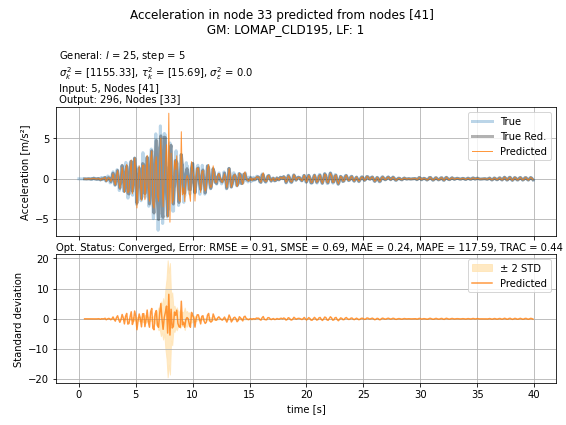 Acceleration in node 33 predicted from nodes [41]
GM: LOMAP_CLD195, LF: 1
General: l = 25, step = 5
σ²ₖ = [1155.33], τ²ₖ = [15.69], σ²_ε = 0.0
Input: 5, Nodes [41]
Output: 296, Nodes [33]
True
True Red.
Predicted
Acceleration [m/s²]
5
0
−5
Opt. Status: Converged, Error: RMSE = 0.91, SMSE = 0.69, MAE = 0.24, MAPE = 117.59, TRAC = 0.44
± 2 STD
Predicted
Standard deviation
20
10
0
−10
−20
0 5 10 15 20 25 30 35 40
time [s]